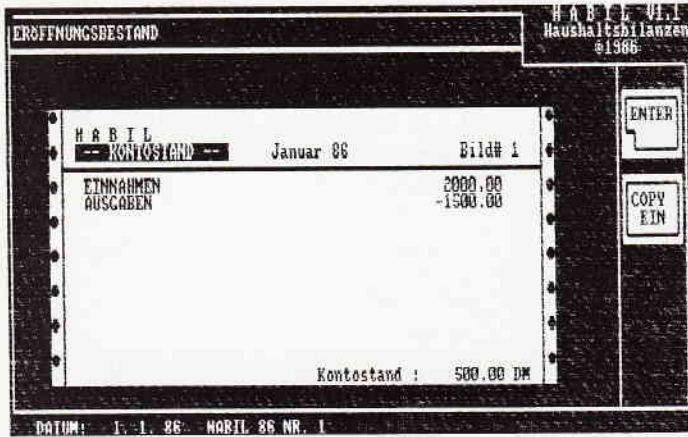 H A B I L V1.1
ERÖFFNUNGSBESTAND
Haushaltsbilanzen
©1986
ENTER
H A B I L
-- KONTOSTAND -- Januar 86 Bild# 1
EINNAHMEN 2000.00
AUSGABEN -1500.00
COPY
EIN
Kontostand : 500.00 DM
DATUM: 1. 1. 86 HABIL 86 NR. 1